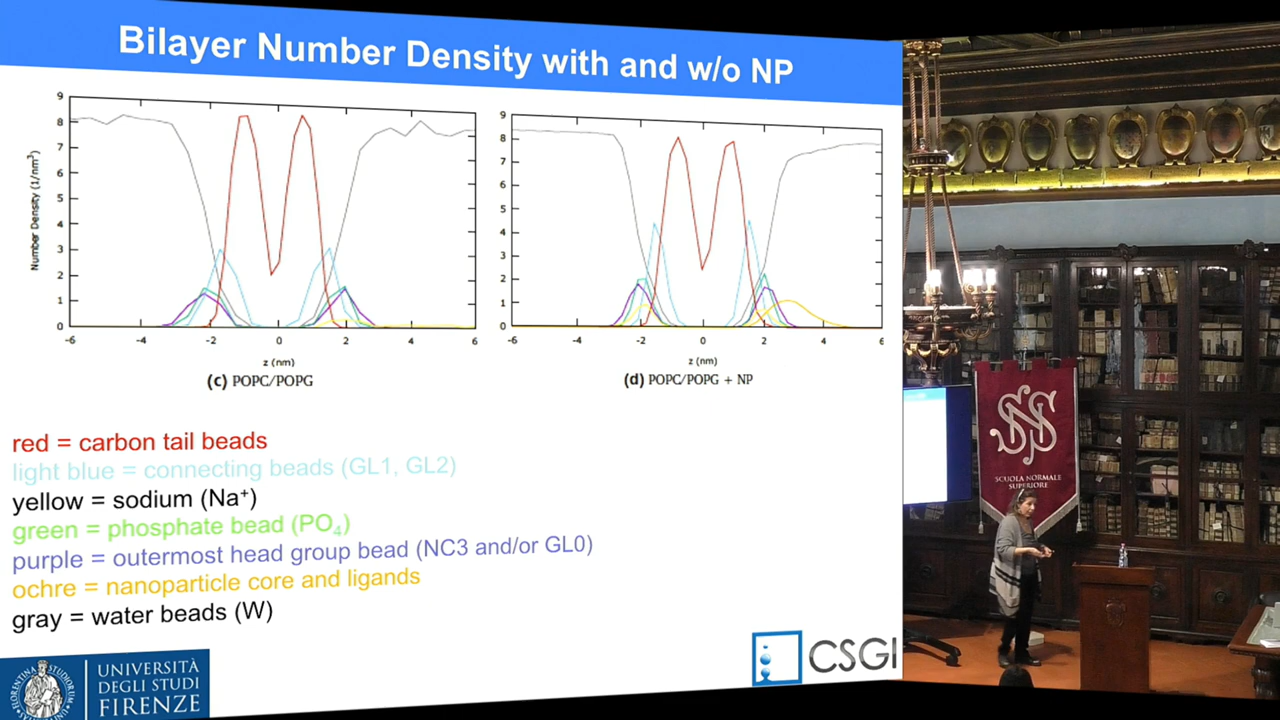 Bilayer Number Density with and w/o NP
9
8
7
6
5
4
3
2
1
0
Number Density (1/nm³)
-6 -4 -2 0 2 4 6
z (nm)
(c) POPC/POPG
9
8
7
6
5
4
3
2
1
0
-6 -4 -2 0 2 4 6
z (nm)
(d) POPC/POPG + NP
red = carbon tail beads
light blue = connecting beads (GL1, GL2)
yellow = sodium (Na⁺)
green = phosphate bead (PO₄)
purple = outermost head group bead (NC3 and/or GL0)
ochre = nanoparticle core and ligands
gray = water beads (W)
UNIVERSITÀ
DEGLI STUDI
FIRENZE
CSGI
SNS
SCUOLA NORMALE
SUPERIORE